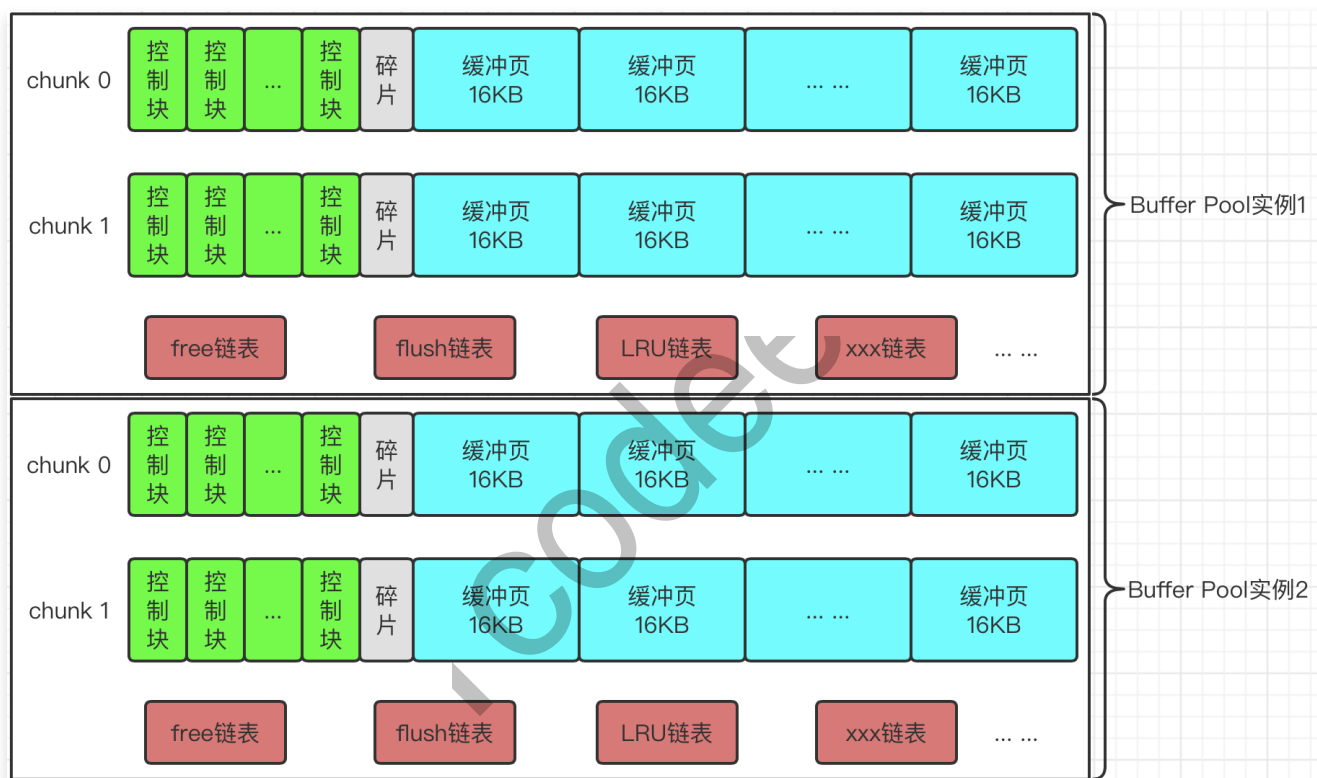 chunk 0
控制块
控制块
...
控制块
碎片
缓冲页
16KB
缓冲页
16KB
... ...
缓冲页
16KB
chunk 1
控制块
控制块
...
控制块
碎片
缓冲页
16KB
缓冲页
16KB
... ...
缓冲页
16KB
Buffer Pool实例1
free链表
flush链表
LRU链表
xxx链表
... ...
chunk 0
控制块
控制块
...
控制块
碎片
缓冲页
16KB
缓冲页
16KB
... ...
缓冲页
16KB
chunk 1
控制块
控制块
...
控制块
碎片
缓冲页
16KB
缓冲页
16KB
... ...
缓冲页
16KB
Buffer Pool实例2
free链表
flush链表
LRU链表
xxx链表
... ...
code